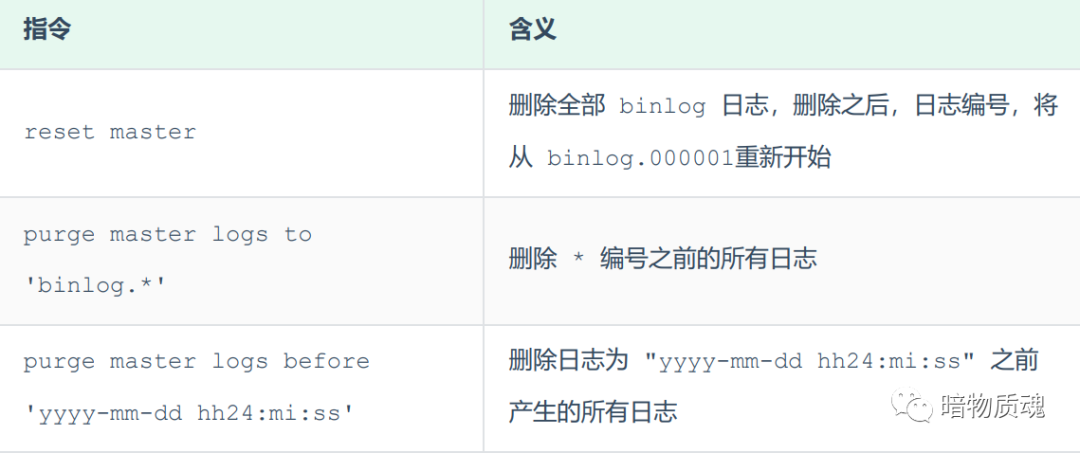 指令 含义
reset master
删除全部 binlog 日志，删除之后，日志编号，将
从 binlog.000001重新开始
purge master logs to
'binlog.*'
删除 * 编号之前的所有日志
purge master logs before
'yyyy-mm-dd hh24:mi:ss'
删除日志为 "yyyy-mm-dd hh24:mi:ss" 之前
产生的所有日志
暗物质魂